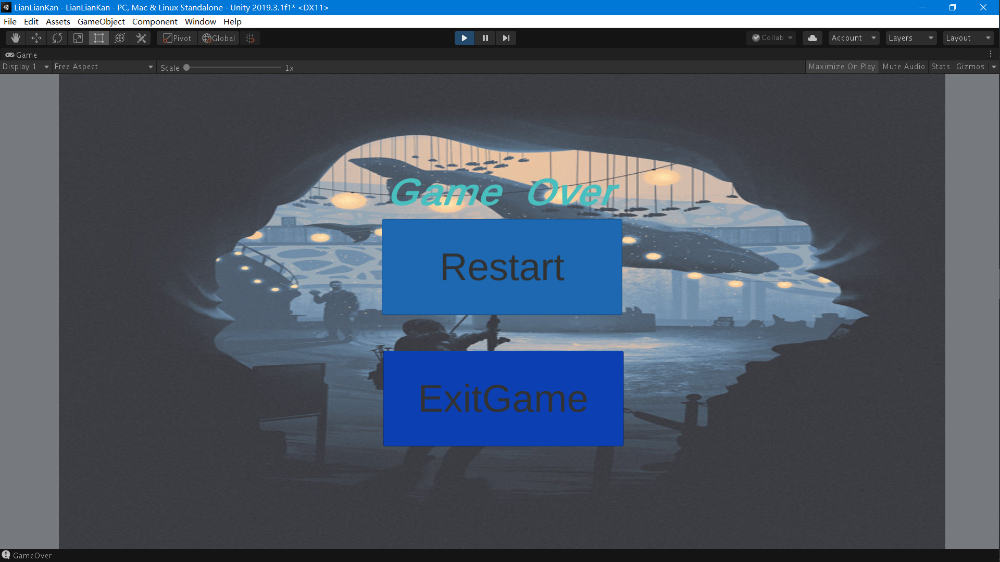 LianLianKan - LianLianKan - PC, Mac & Linux Standalone - Unity 2019.3.1f1* <DX11>
File Edit Assets GameObject Component Window Help
Pivot Global Collab Account Layers Layout
Game
Display 1 Free Aspect Scale 1x Maximize On Play Mute Audio Stats Gizmos
Game Over
Restart
ExitGame
GameOver